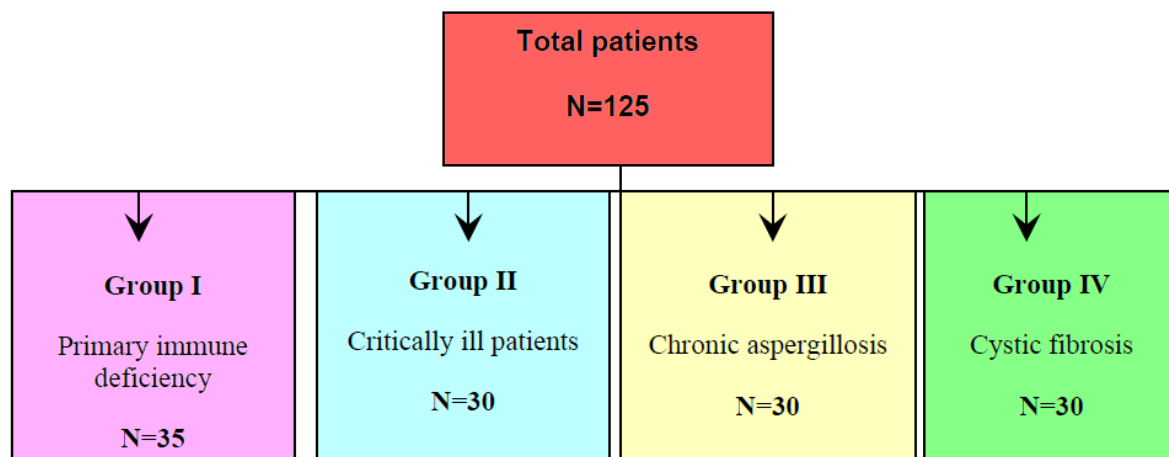 Total patients
N=125
Group I
Primary immune
deficiency
N=35
Group II
Critically ill patients
N=30
Group III
Chronic aspergillosis
N=30
Group IV
Cystic fibrosis
N=30